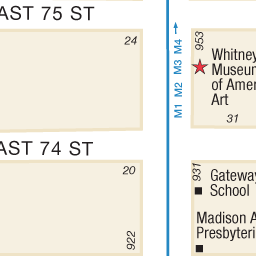 AST 75 ST
24
M1 M2 M3 M4
953
Whitney
Museum
of Amer
Art
31
AST 74 ST
20
922
931
Gateway
School
Madison A
Presbyteri